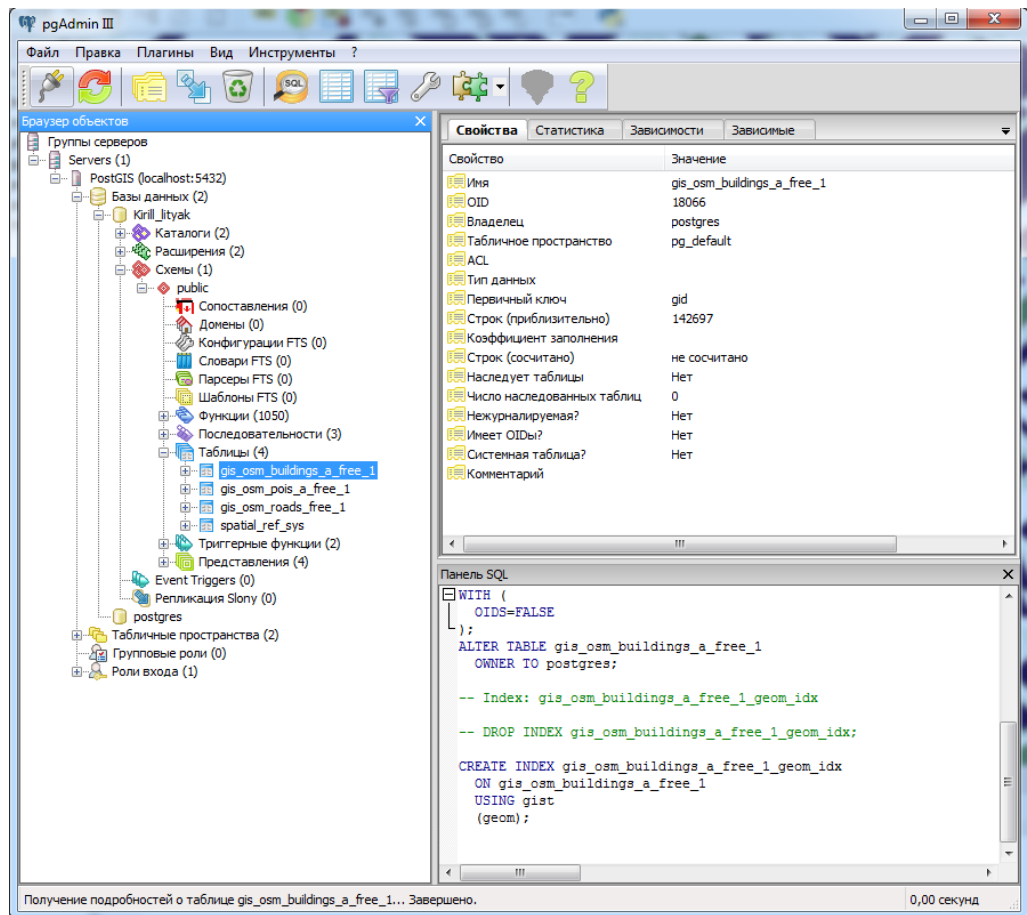 pgAdmin III
Файл Правка Плагины Вид Инструменты ?
SQL
Браузер объектов
Группы серверов
Servers (1)
PostGIS (localhost:5432)
Базы данных (2)
Kirill_lityak
Каталоги (2)
Расширения (2)
Схемы (1)
public
Сопоставления (0)
Домены (0)
Конфигурации FTS (0)
Словари FTS (0)
Парсеры FTS (0)
Шаблоны FTS (0)
Функции (1050)
Последовательности (3)
Таблицы (4)
gis_osm_buildings_a_free_1
gis_osm_pois_a_free_1
gis_osm_roads_free_1
spatial_ref_sys
Триггерные функции (2)
Представления (4)
Event Triggers (0)
Репликация Slony (0)
postgres
Табличные пространства (2)
Групповые роли (0)
Роли входа (1)
Свойства Статистика Зависимости Зависимые
Свойство Значение
Имя gis_osm_buildings_a_free_1
OID 18066
Владелец postgres
Табличное пространство pg_default
ACL
Тип данных
Первичный ключ gid
Строк (приблизительно) 142697
Коэффициент заполнения
Строк (сосчитано) не сосчитано
Наследует таблицы Нет
Число наследованных таблиц 0
Нежурналируемая? Нет
Имеет OIDы? Нет
Системная таблица? Нет
Комментарий
Панель SQL
WITH (
OIDS=FALSE
);
ALTER TABLE gis_osm_buildings_a_free_1
OWNER TO postgres;
-- Index: gis_osm_buildings_a_free_1_geom_idx
-- DROP INDEX gis_osm_buildings_a_free_1_geom_idx;
CREATE INDEX gis_osm_buildings_a_free_1_geom_idx
ON gis_osm_buildings_a_free_1
USING gist
(geom);
Получение подробностей о таблице gis_osm_buildings_a_free_1... Завершено. 0,00 секунд